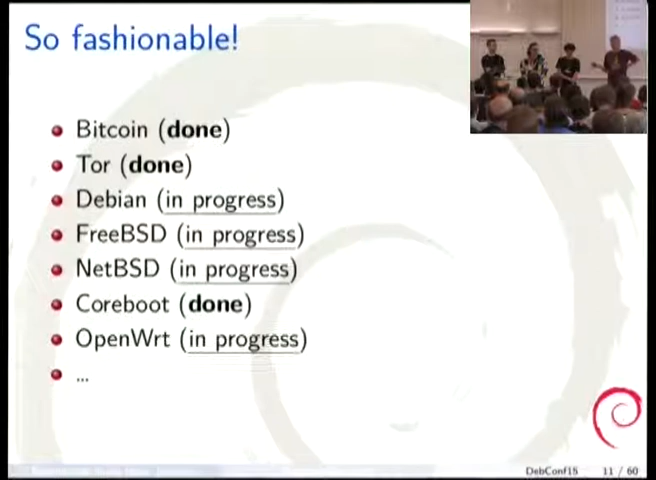 So fashionable!
Bitcoin (done)
Tor (done)
Debian (in progress)
FreeBSD (in progress)
NetBSD (in progress)
Coreboot (done)
OpenWrt (in progress)
...
DebConf15 11 / 60